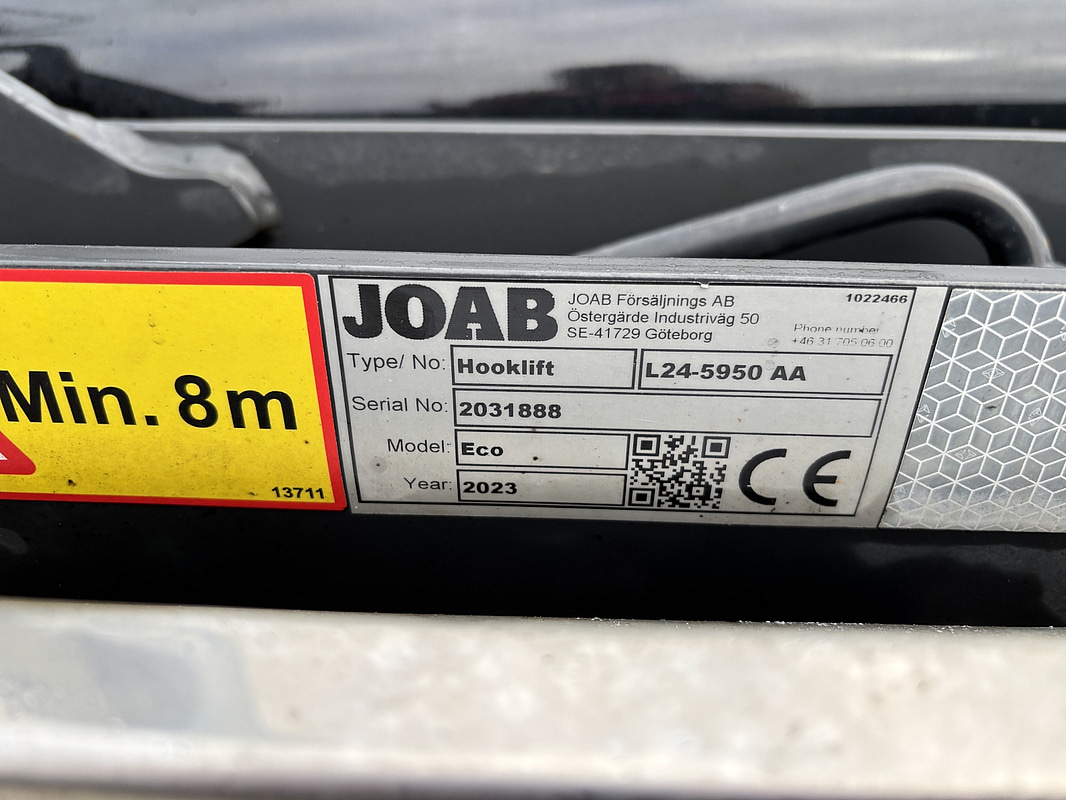 Min. 8m
13711
JOAB
JOAB Försäljnings AB
Östergärde Industriväg 50
SE-41729 Göteborg
1022466
Phone number
+46 31 705 06 00
Type/ No: Hooklift L24-5950 AA
Serial No: 2031888
Model: Eco
Year: 2023
CE